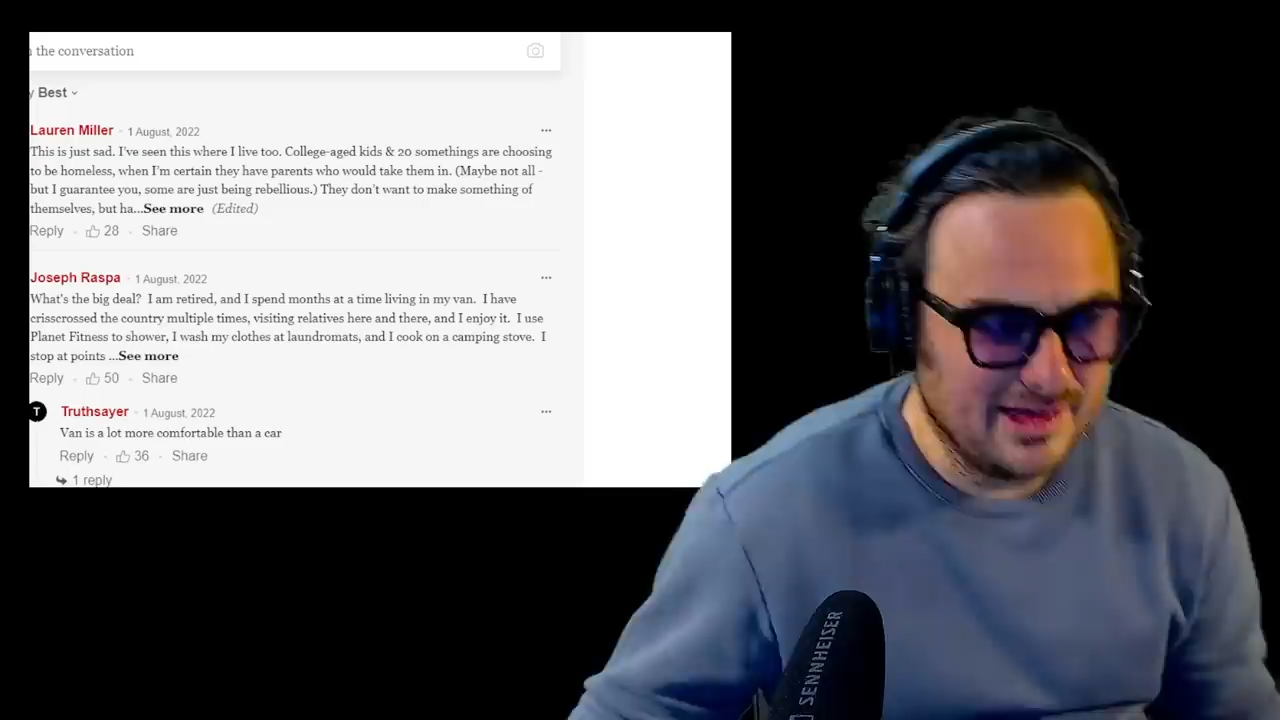 the conversation
y Best
Lauren Miller · 1 August, 2022
This is just sad. I've seen this where I live too. College-aged kids & 20 somethings are choosing
to be homeless, when I'm certain they have parents who would take them in. (Maybe not all -
but I guarantee you, some are just being rebellious.) They don't want to make something of
themselves, but ha...See more (Edited)
Reply · 28 · Share
Joseph Raspa · 1 August, 2022
What's the big deal? I am retired, and I spend months at a time living in my van. I have
crisscrossed the country multiple times, visiting relatives here and there, and I enjoy it. I use
Planet Fitness to shower, I wash my clothes at laundromats, and I cook on a camping stove. I
stop at points ...See more
Reply · 50 · Share
T Truthsayer · 1 August, 2022
Van is a lot more comfortable than a car
Reply · 36 · Share
1 reply
SENNHEISER